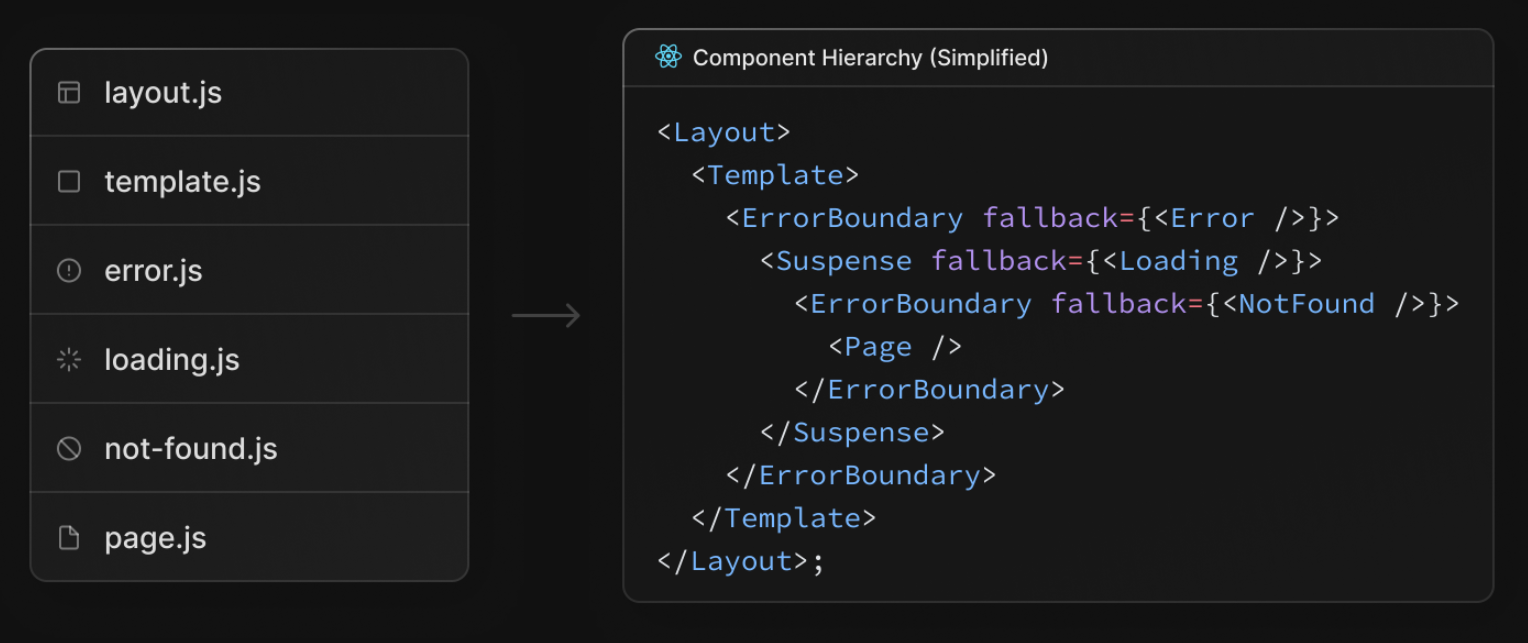 layout.js
template.js
error.js
loading.js
not-found.js
page.js
Component Hierarchy (Simplified)
<Layout>
  <Template>
    <ErrorBoundary fallback={<Error />}>
      <Suspense fallback={<Loading />}>
        <ErrorBoundary fallback={<NotFound />}>
          <Page />
        </ErrorBoundary>
      </Suspense>
    </ErrorBoundary>
  </Template>
</Layout>;